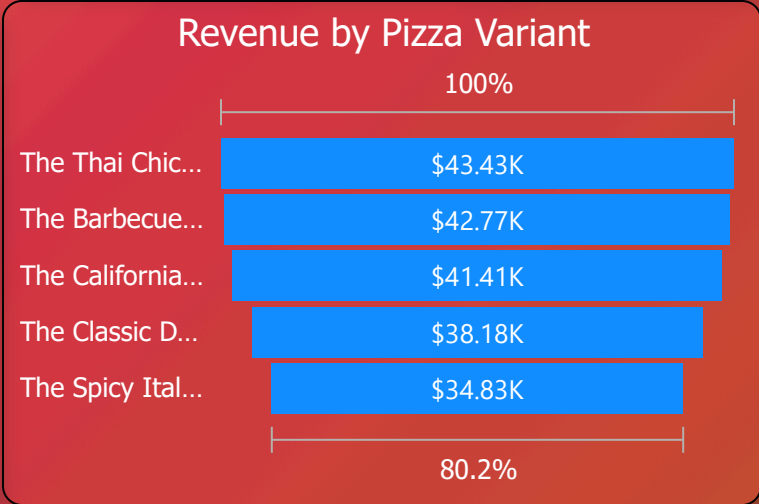 Revenue by Pizza Variant
100%
The Thai Chic... $43.43K
The Barbecue... $42.77K
The California... $41.41K
The Classic D... $38.18K
The Spicy Ital... $34.83K
80.2%